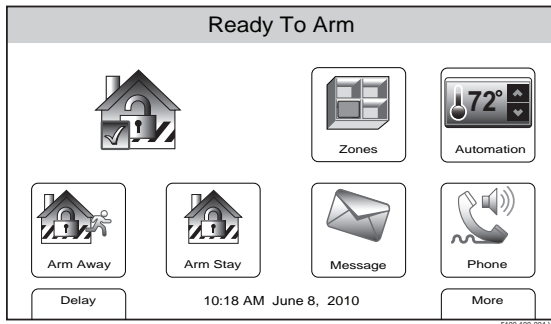 Ready To Arm
72°
Zones
Automation
Arm Away
Arm Stay
Message
Phone
Delay
10:18 AM June 8, 2010
More